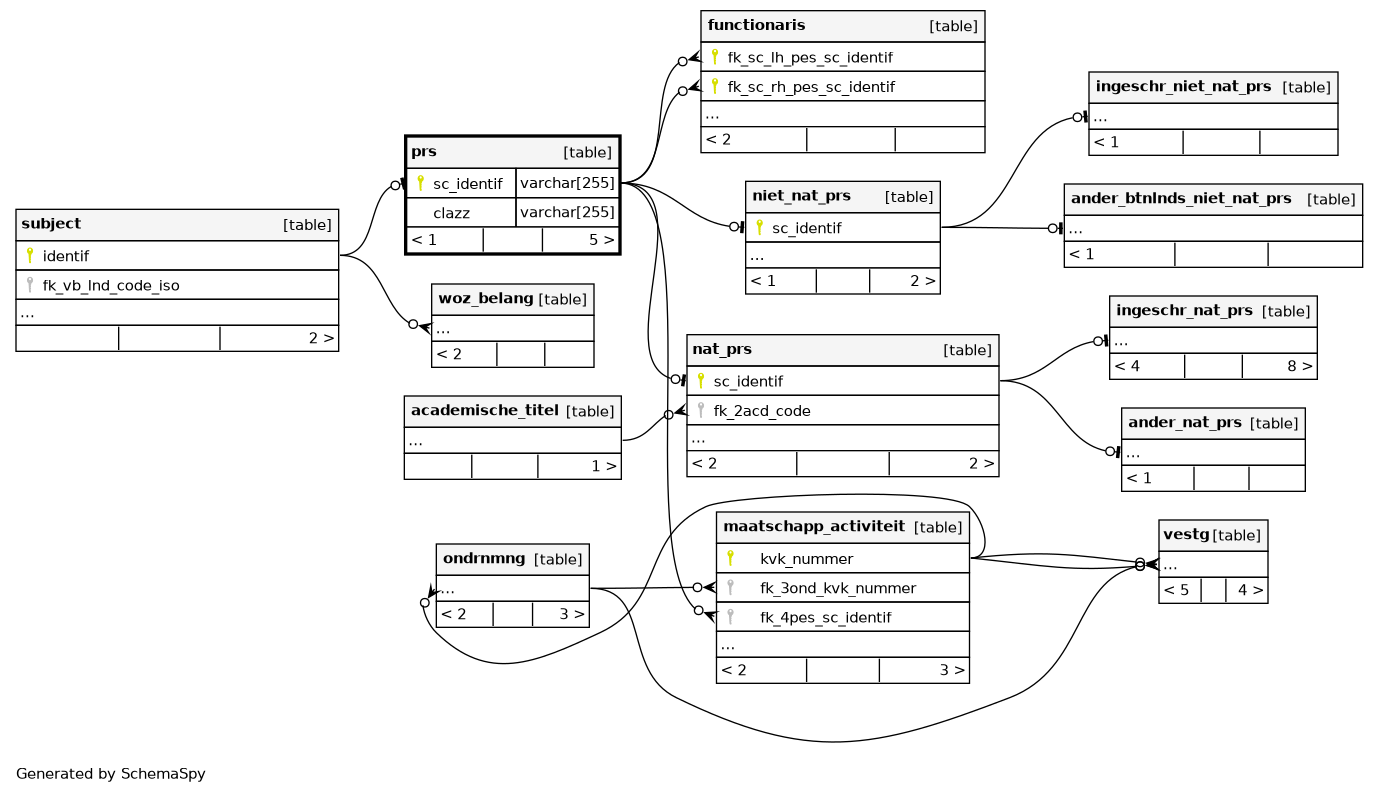 functionaris [table]
fk_sc_lh_pes_sc_identif
fk_sc_rh_pes_sc_identif
...
< 2
ingeschr_niet_nat_prs [table]
...
< 1
prs [table]
sc_identif varchar[255]
clazz varchar[255]
< 1 5 >
niet_nat_prs [table]
sc_identif
...
< 1 2 >
ander_btnlnds_niet_nat_prs [table]
...
< 1
subject [table]
identif
fk_vb_lnd_code_iso
...
2 >
woz_belang [table]
...
< 2
ingeschr_nat_prs [table]
...
< 4 8 >
nat_prs [table]
sc_identif
fk_2acd_code
...
< 2 2 >
academische_titel [table]
...
1 >
ander_nat_prs [table]
...
< 1
maatschapp_activiteit [table]
kvk_nummer
fk_3ond_kvk_nummer
fk_4pes_sc_identif
...
< 2 3 >
ondrnmng [table]
...
< 2 3 >
vestg [table]
...
< 5 4 >
Generated by SchemaSpy